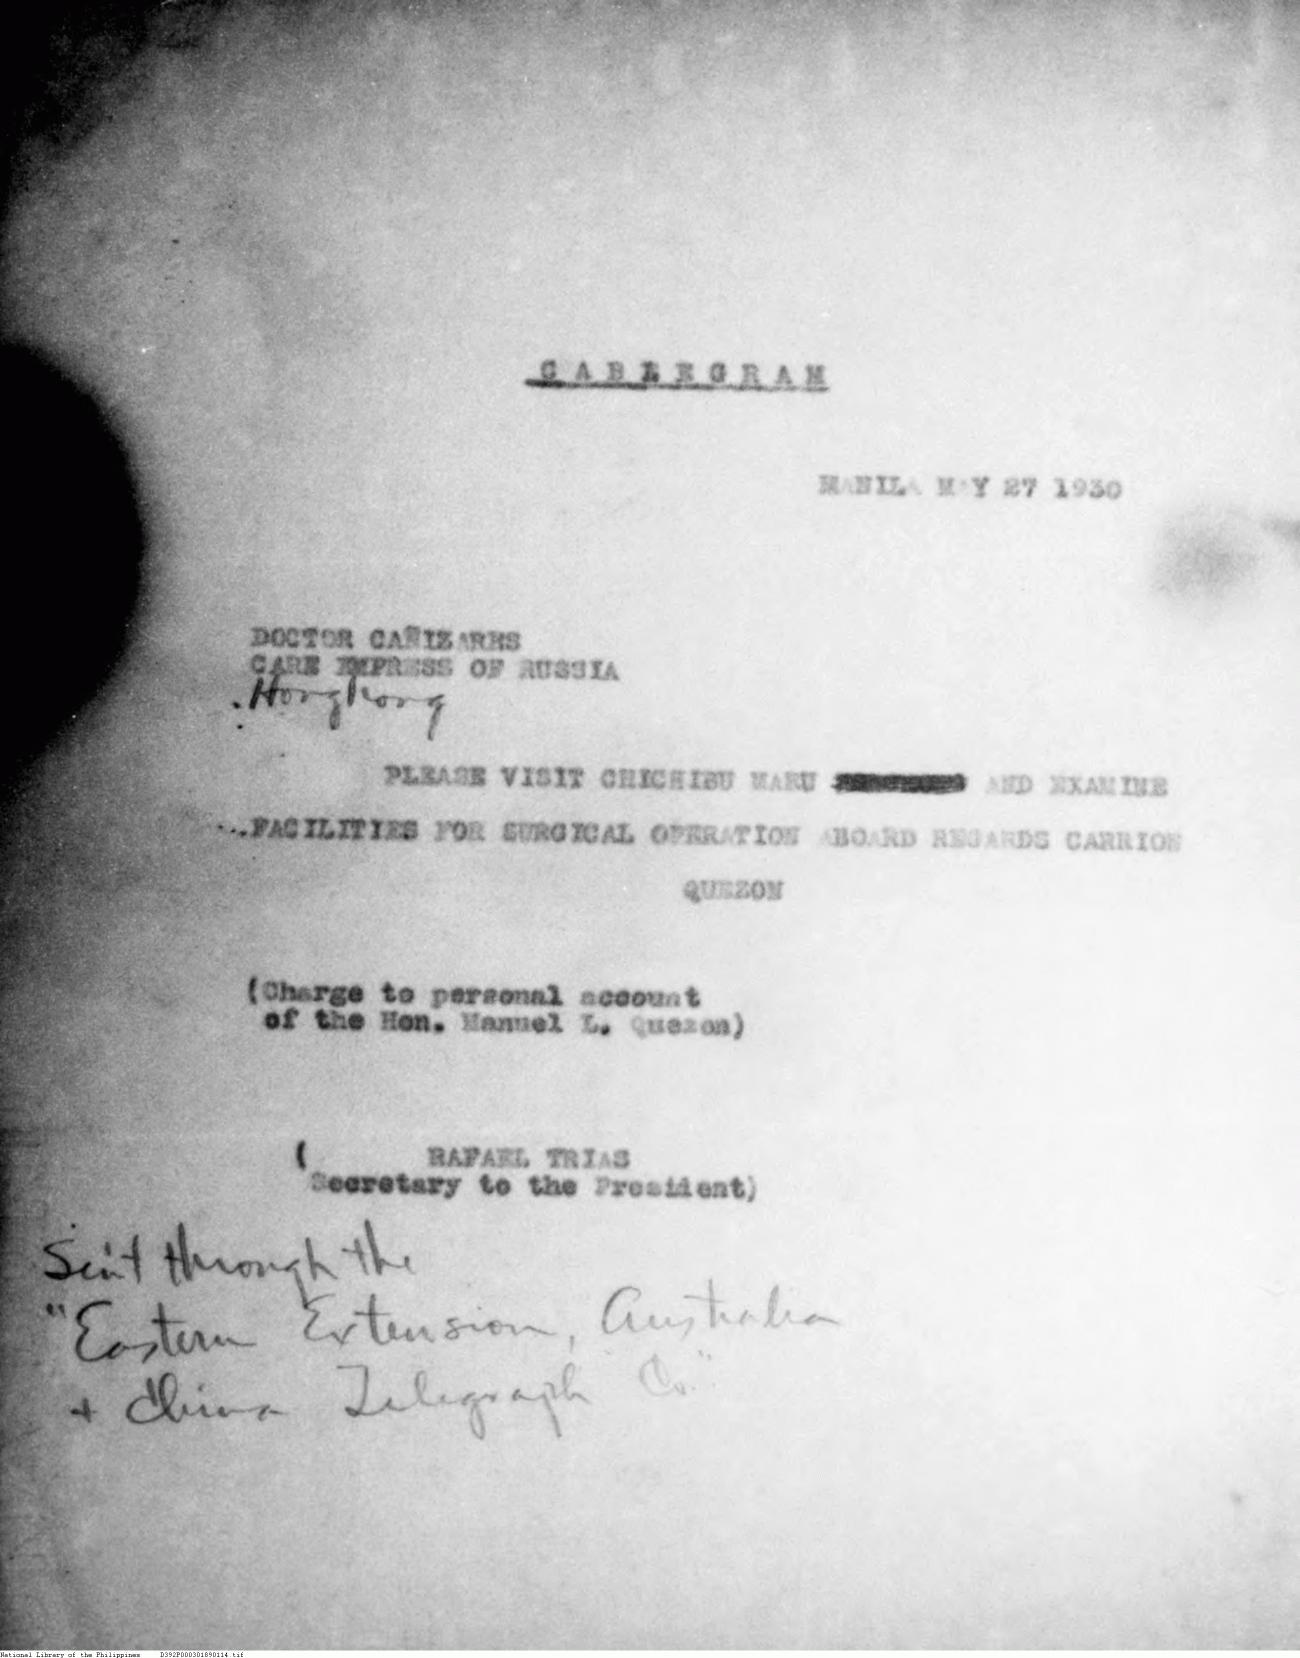 CABLEGRAM
MANILA MAY 27 1930
DOCTOR CAÑIZARES
CARE EMPRESS OF RUSSIA
Hongkong
PLEASE VISIT CHICHIBU MARU AND EXAMINE
FACILITIES FOR SURGICAL OPERATION ABOARD REGARDS CARRION
QUEZON
(Charge to personal account
of the Hon. Manuel L. Quezon)
( RAFAEL TRIAS
Secretary to the President)
Sent through the
"Eastern Extension, Australia
+ China Telegraph Co."
National Library of the Philippines D392P000301890114.tif